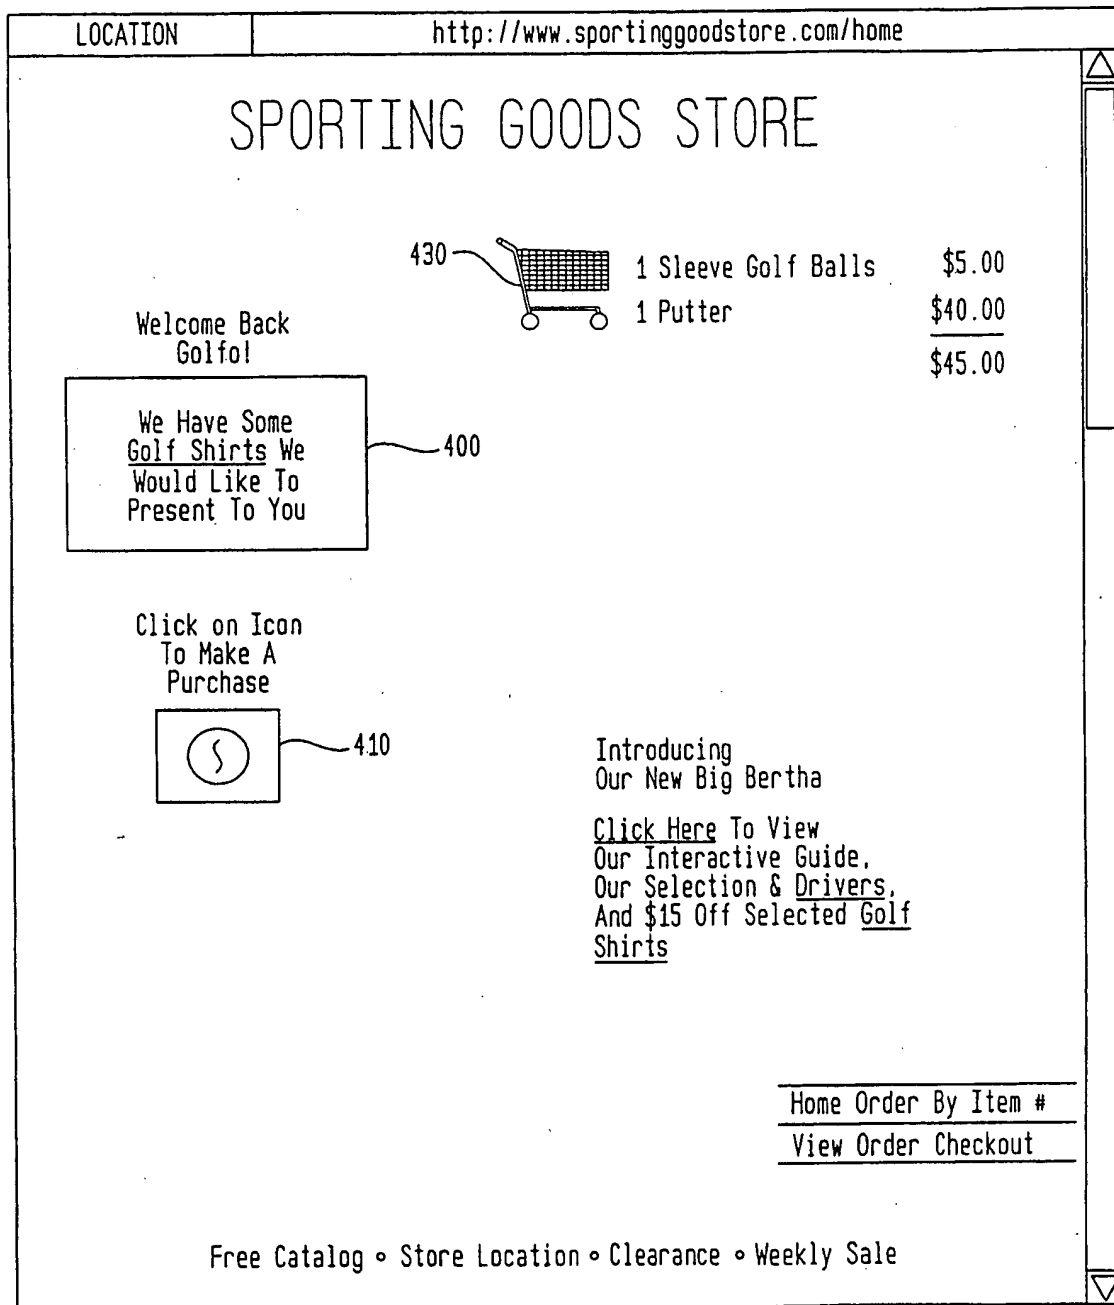 LOCATION http://www.sportinggoodstore.com/home
SPORTING GOODS STORE
430
1 Sleeve Golf Balls $5.00
1 Putter $40.00
$45.00
Welcome Back
Golfo!
We Have Some
Golf Shirts We
Would Like To
Present To You
400
Click on Icon
To Make A
Purchase
410
Introducing
Our New Big Bertha
Click Here To View
Our Interactive Guide,
Our Selection & Drivers,
And $15 Off Selected Golf
Shirts
Home Order By Item #
View Order Checkout
Free Catalog ∘ Store Location ∘ Clearance ∘ Weekly Sale